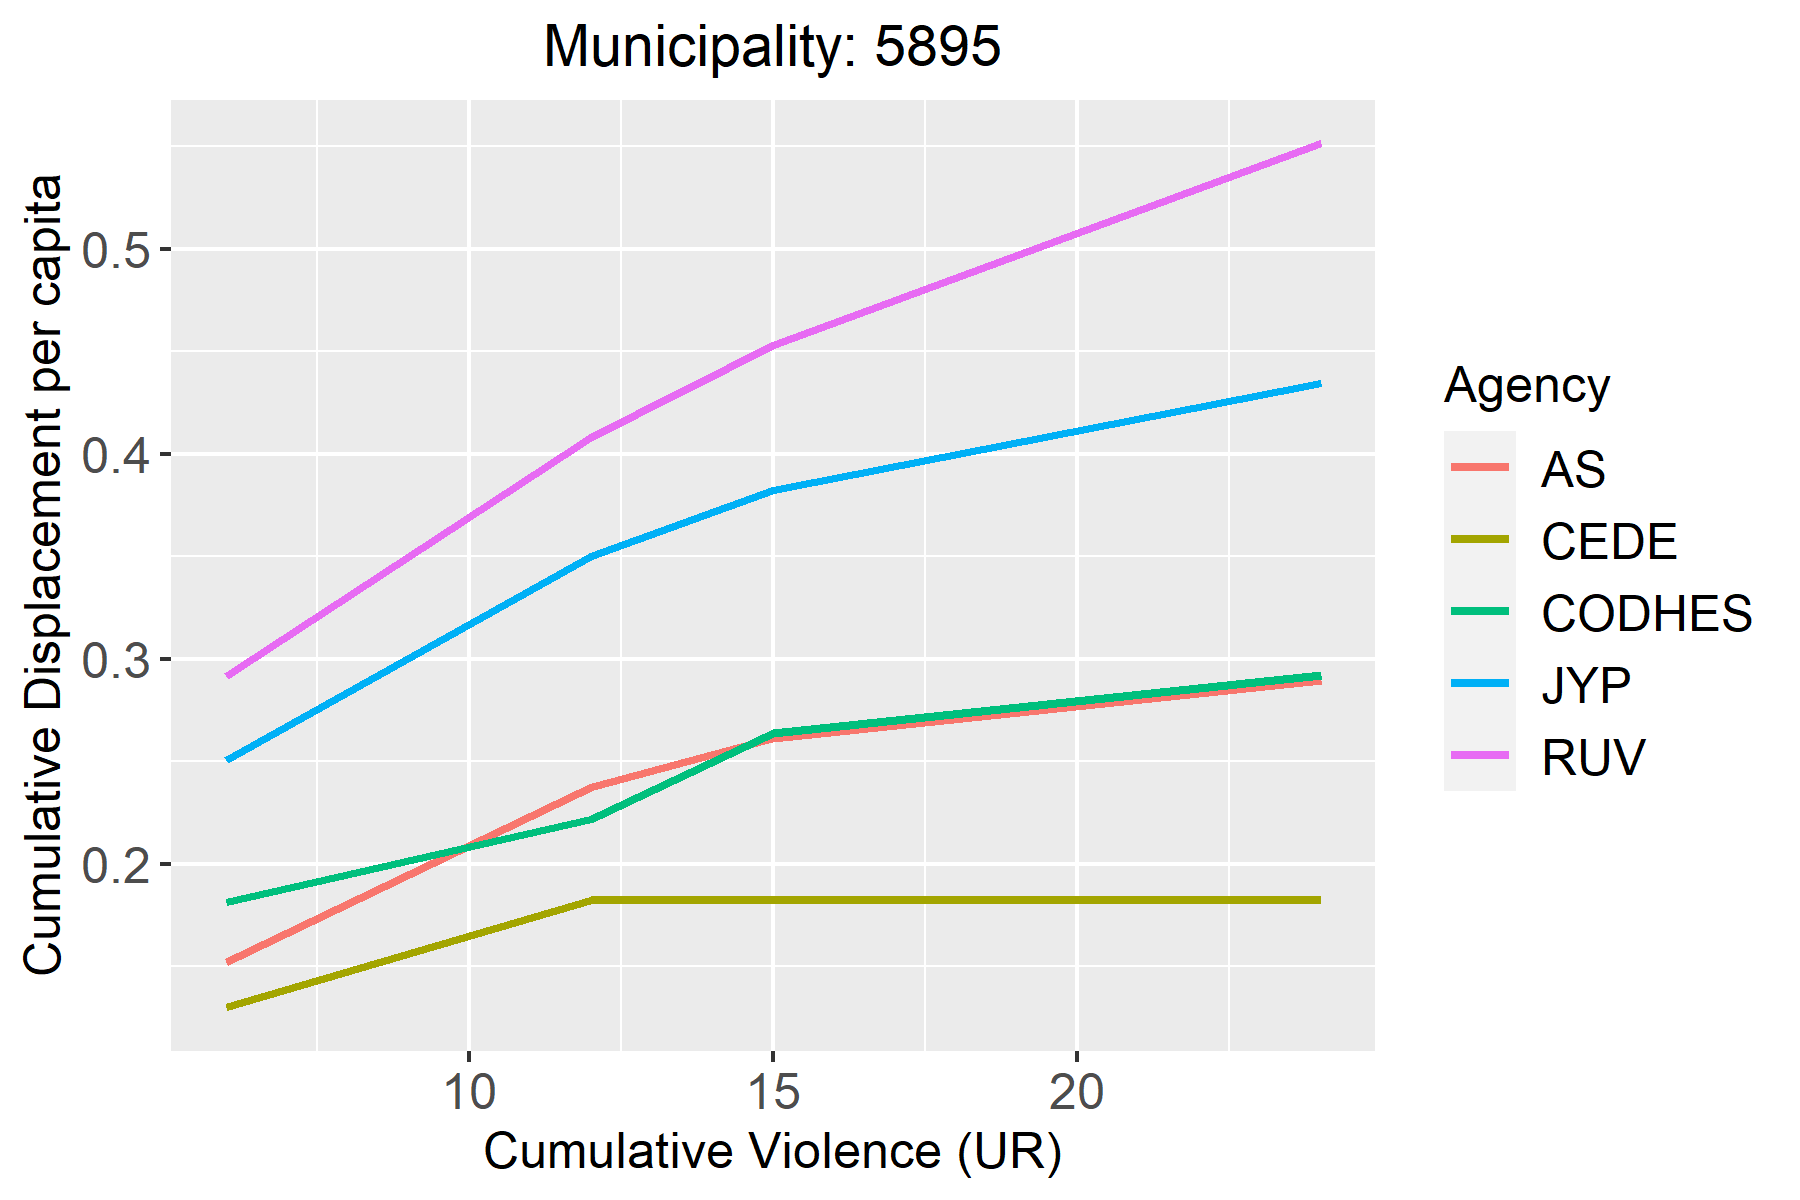 Municipality: 5895
Cumulative Displacement per capita
0.5
0.4
0.3
0.2
10 15 20
Cumulative Violence (UR)
Agency
AS
CEDE
CODHES
JYP
RUV